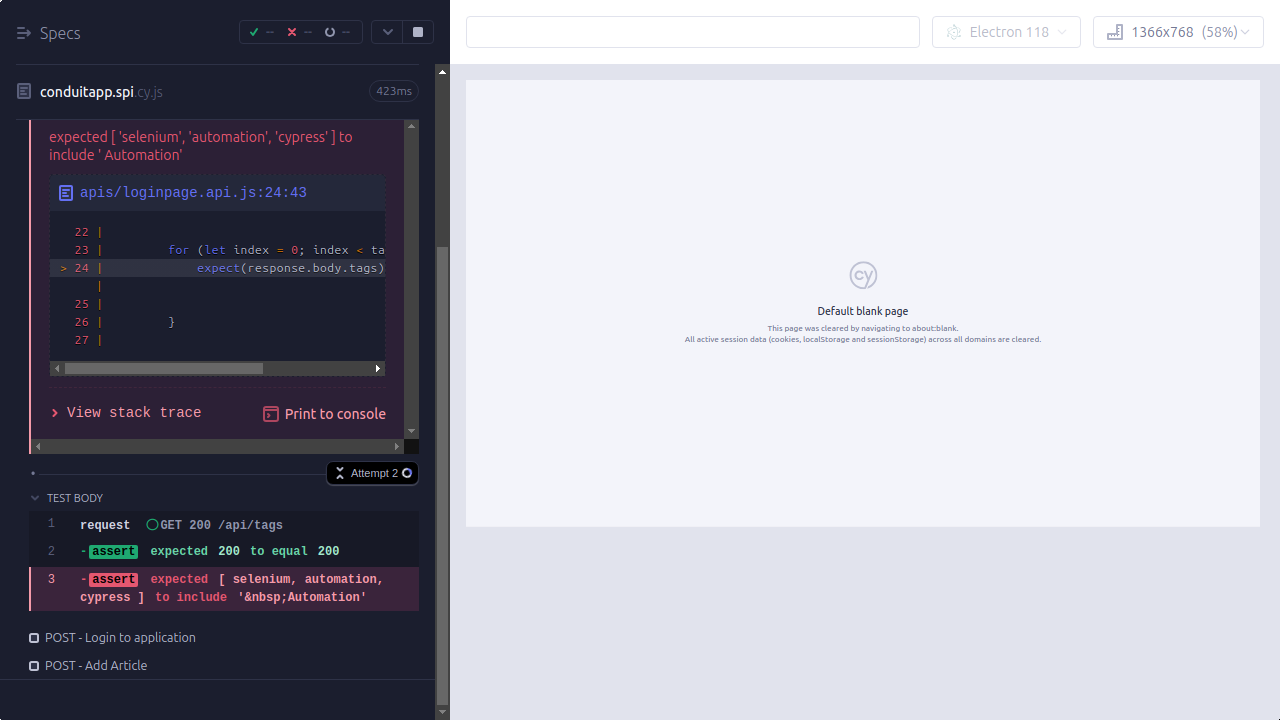 Specs
--
--
--
Electron 118
1366x768 (58%)
conduitapp.spi.cy.js
423ms
expected [ 'selenium', 'automation', 'cypress' ] to
include ' Automation'
apis/loginpage.api.js:24:43
22 |
23 | for (let index = 0; index < ta
> 24 | expect(response.body.tags)
|
25 |
26 | }
27 |
View stack trace
Print to console
Attempt 2
TEST BODY
1 request GET 200 /api/tags
2 -assert expected 200 to equal 200
3 -assert expected [ selenium, automation,
cypress ] to include '&nbsp;Automation'
POST - Login to application
POST - Add Article
cy
Default blank page
This page was cleared by navigating to about:blank.
All active session data (cookies, localStorage and sessionStorage) across all domains are cleared.